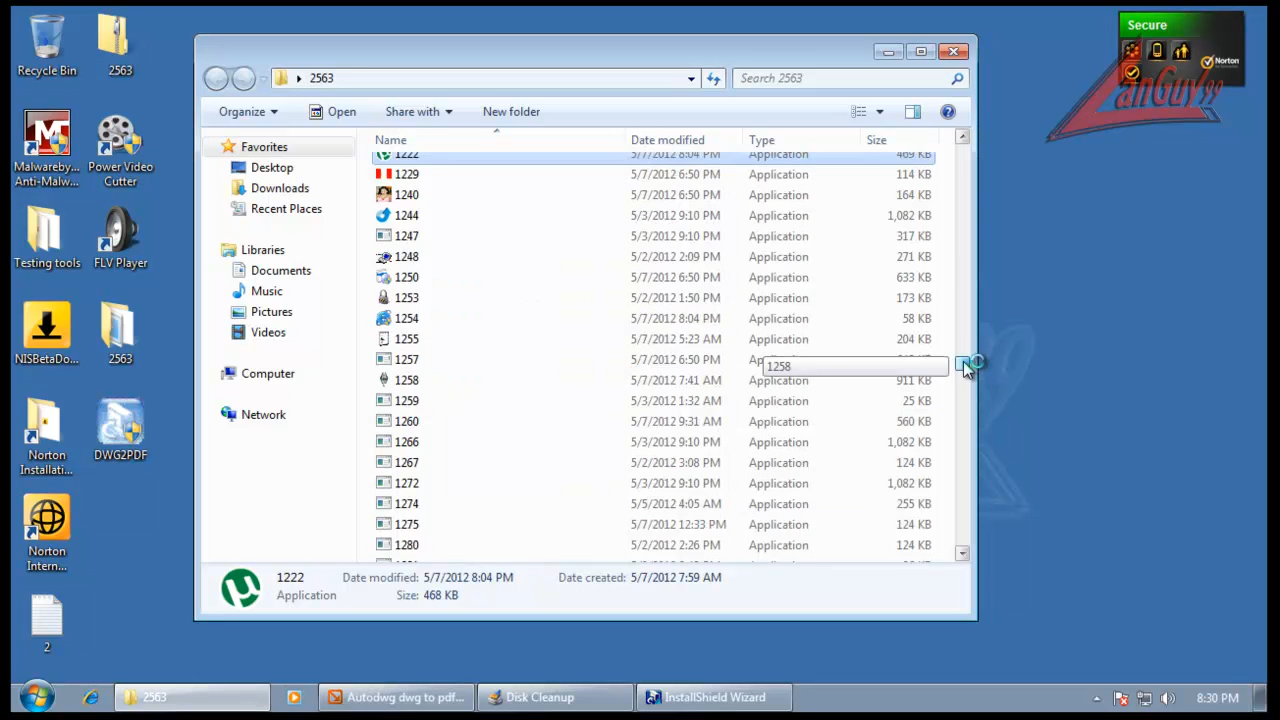 Secure
Norton
LanGuy99
Recycle Bin
2563
Malwareby...
Anti-Malw...
Power Video
Cutter
Testing tools
FLV Player
NISBetaDo...
2563
Norton
Installati...
DWG2PDF
Norton
Intern...
2
2563
Search 2563
Organize
Open
Share with
New folder
Favorites
Desktop
Downloads
Recent Places
Libraries
Documents
Music
Pictures
Videos
Computer
Network
Name Date modified Type Size
1222 5/7/2012 8:04 PM Application 469 KB
1229 5/7/2012 6:50 PM Application 114 KB
1240 5/7/2012 6:50 PM Application 164 KB
1244 5/3/2012 9:10 PM Application 1,082 KB
1247 5/3/2012 9:10 PM Application 317 KB
1248 5/2/2012 2:09 PM Application 271 KB
1250 5/7/2012 6:50 PM Application 633 KB
1253 5/2/2012 1:50 PM Application 173 KB
1254 5/7/2012 8:04 PM Application 58 KB
1255 5/7/2012 5:23 AM Application 204 KB
1257 5/7/2012 6:50 PM
1258
1258 5/7/2012 7:41 AM Application 911 KB
1259 5/3/2012 1:32 AM Application 25 KB
1260 5/7/2012 9:31 AM Application 560 KB
1266 5/3/2012 9:10 PM Application 1,082 KB
1267 5/2/2012 3:08 PM Application 124 KB
1272 5/3/2012 9:10 PM Application 1,082 KB
1274 5/5/2012 4:05 AM Application 255 KB
1275 5/7/2012 12:33 PM Application 124 KB
1280 5/2/2012 2:26 PM Application 124 KB
1222 Date modified: 5/7/2012 8:04 PM Date created: 5/7/2012 7:59 AM
Application Size: 468 KB
2563
Autodwg dwg to pdf...
Disk Cleanup
InstallShield Wizard
8:30 PM